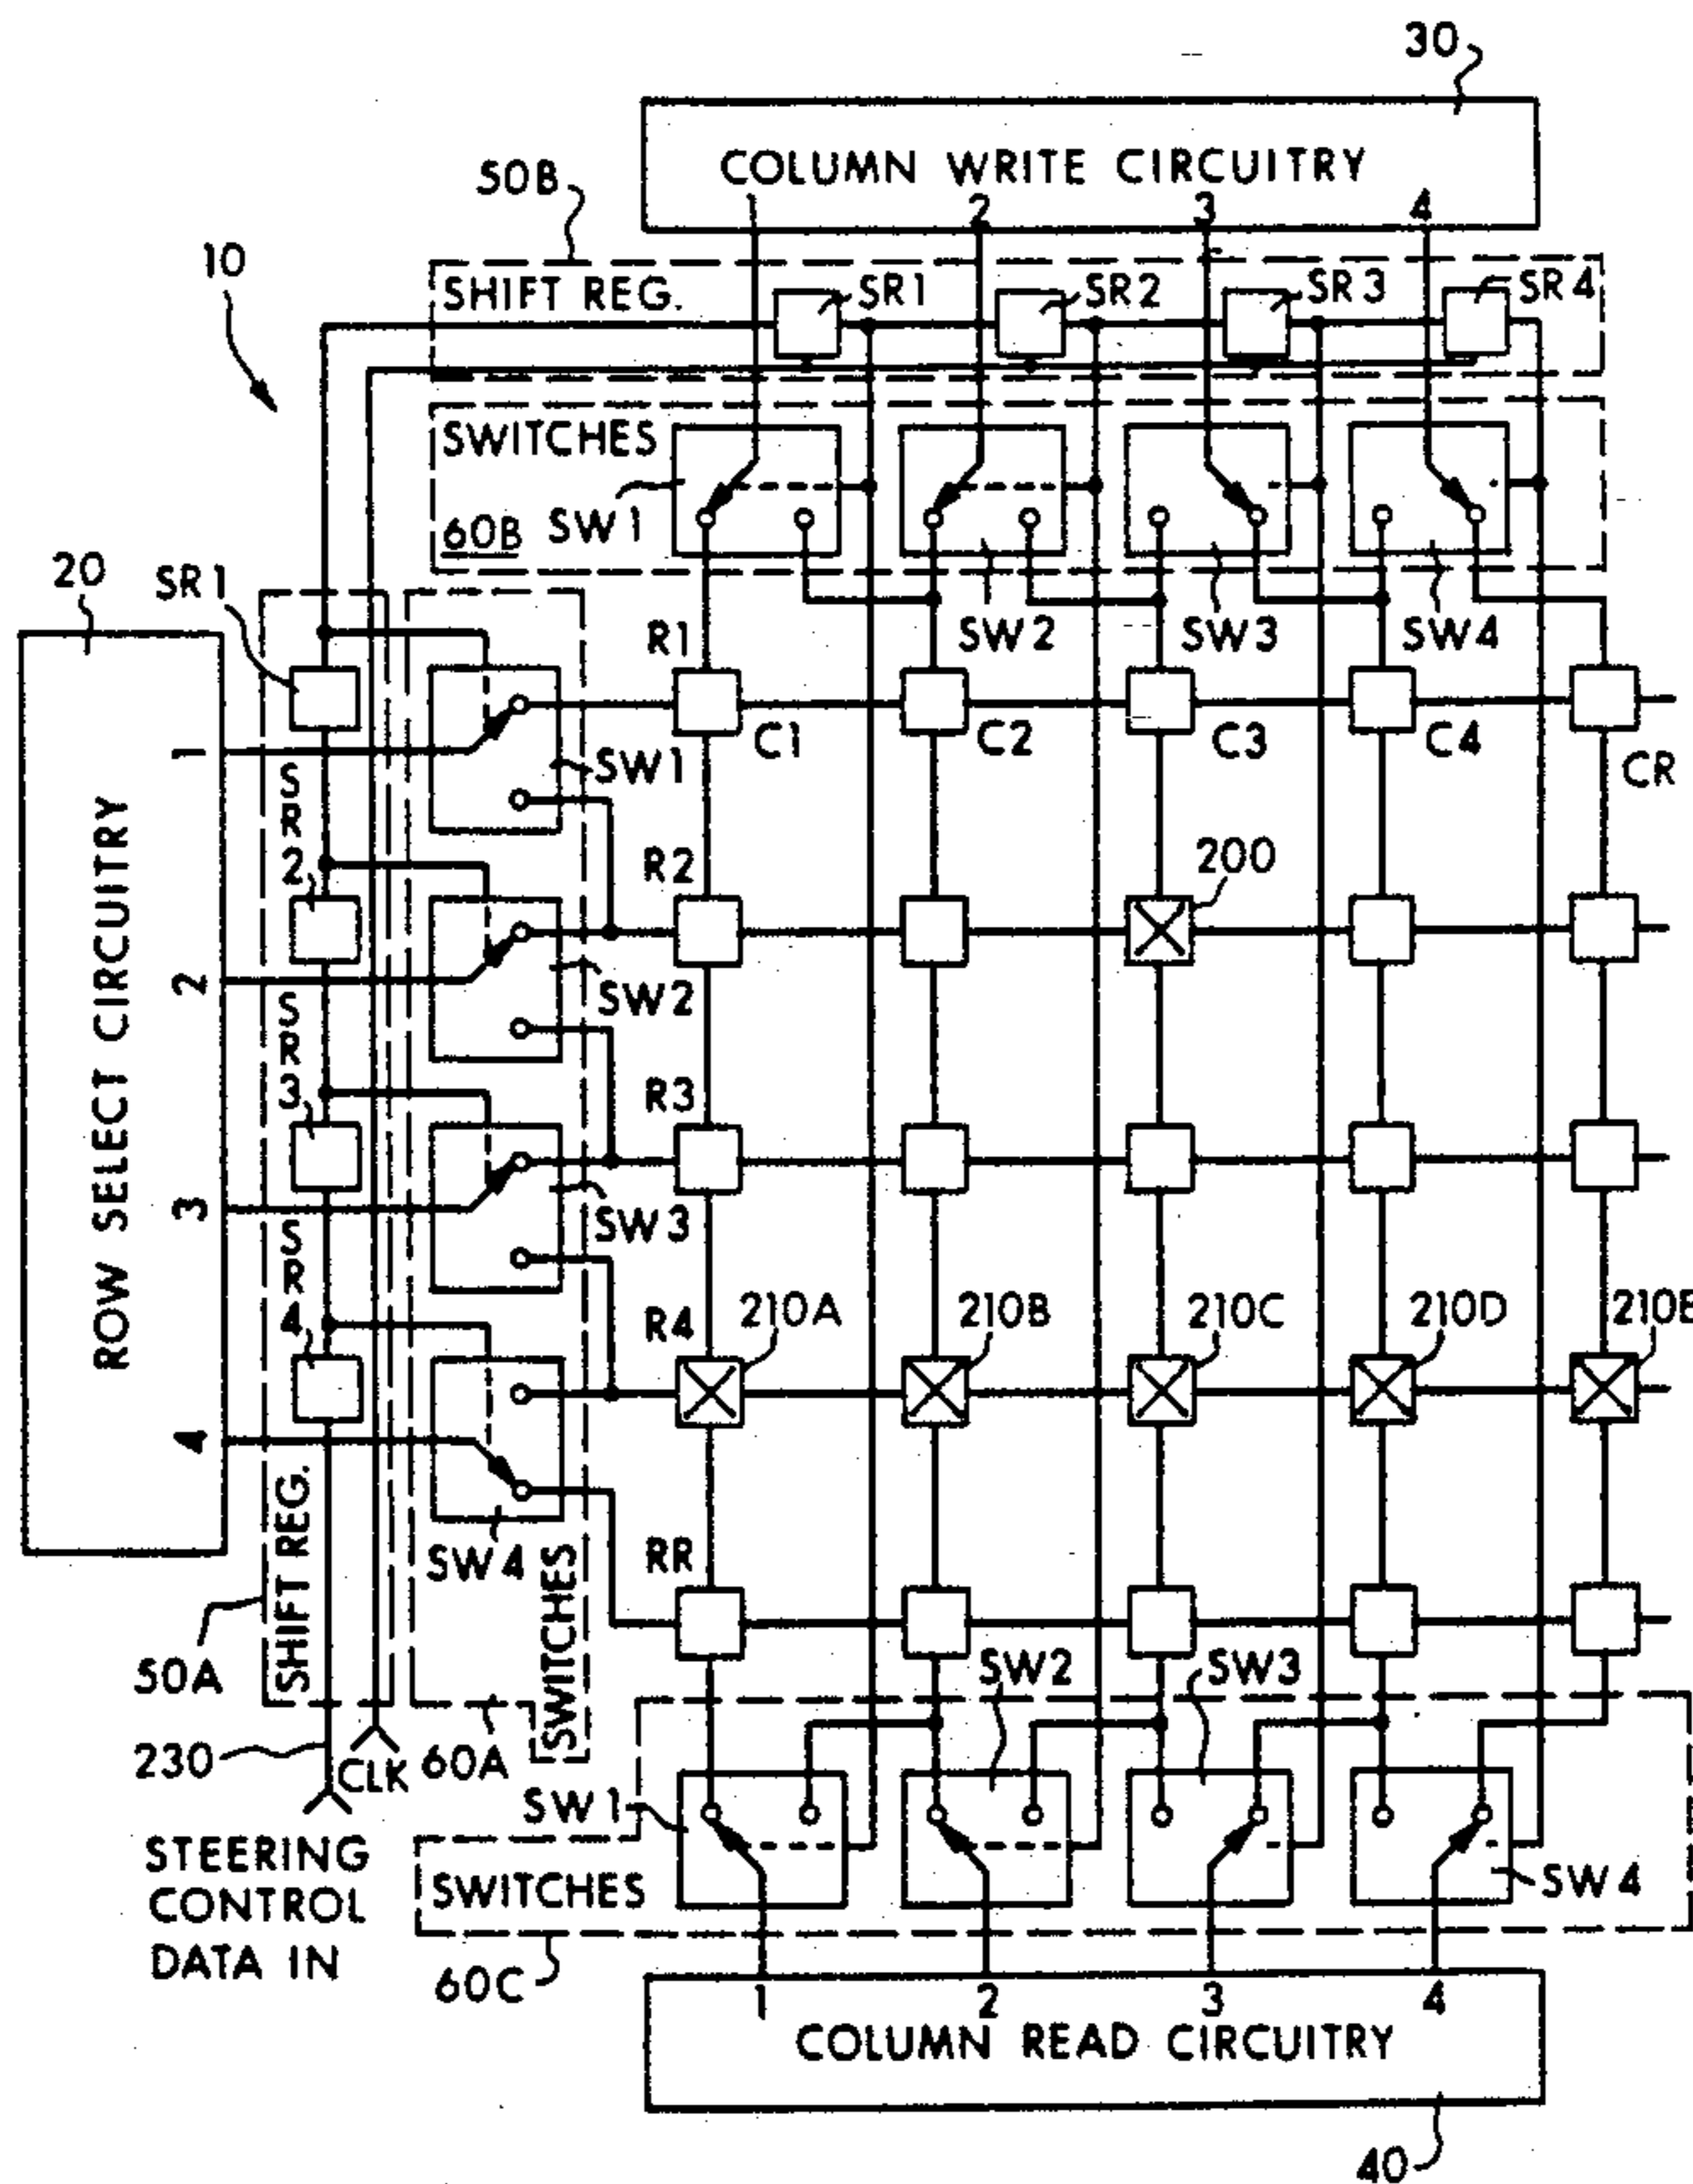 30
COLUMN WRITE CIRCUITRY
1 2 3 4
50B
10
SHIFT REG.
SR1 SR2 SR3 SR4
SWITCHES
60B SW1
SW2 SW3 SW4
20
SR1
R1
C1 C2 C3 C4 CR
1
SW1
SR2
R2
200
2
SW2
SR3
R3
3
SW3
SR4
R4
210A 210B 210C 210D 210E
4
ROW SELECT CIRCUITRY
SW4
RR
SHIFT REG.
SWITCHES
50A
230
CLK
60A
SW2 SW3
SW1
STEERING
CONTROL
DATA IN
SWITCHES
SW4
60C
1 2 3 4
COLUMN READ CIRCUITRY
40